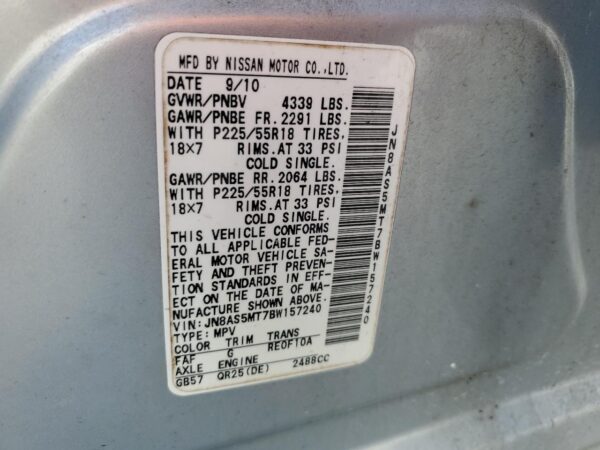 MFD BY NISSAN MOTOR CO.,LTD.
DATE 9/10
GVWR/PNBV 4339 LBS.
GAWR/PNBE FR.2291 LBS.
WITH P225/55R18 TIRES,
18×7 RIMS.AT 33 PSI
COLD SINGLE.
GAWR/PNBE RR.2064 LBS.
WITH P225/55R18 TIRES,
18×7 RIMS.AT 33 PSI
COLD SINGLE.
THIS VEHICLE CONFORMS
TO ALL APPLICABLE FED-
ERAL MOTOR VEHICLE SA-
FETY AND THEFT PREVEN-
TION STANDARDS IN EFF-
ECT ON THE DATE OF MA-
NUFACTURE SHOWN ABOVE.
VIN: JN8AS5MT7BW157240
TYPE: MPV
COLOR TRIM TRANS
FAF G RE0F10A
AXLE ENGINE
GB57 QR25(DE) 2488CC
JN8AS5MT7BW157240